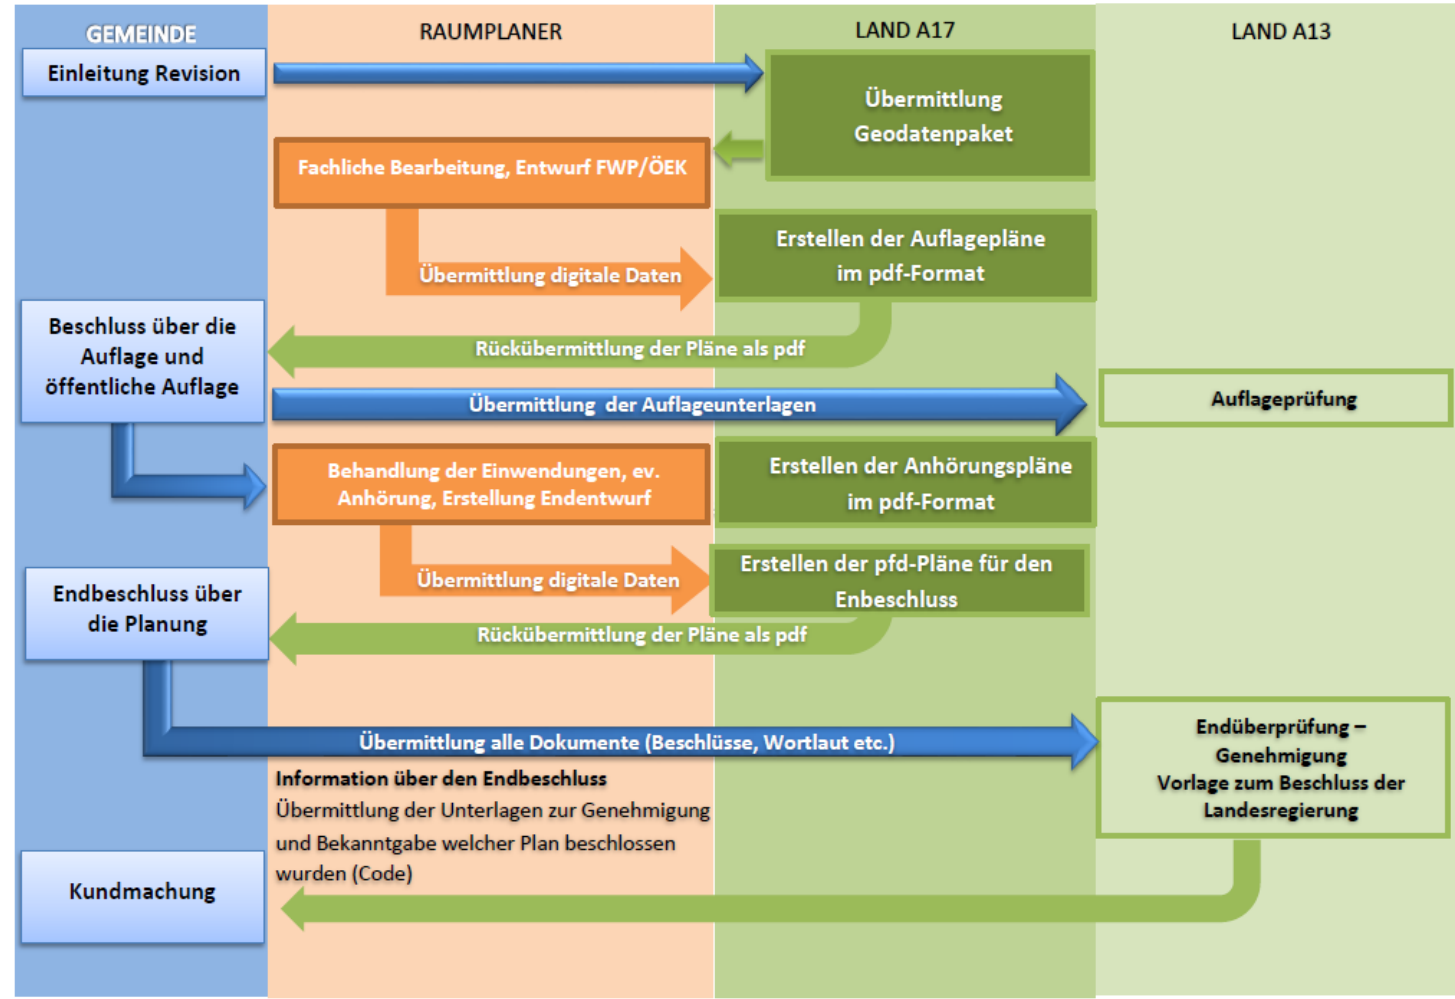 GEMEINDE
RAUMPLANER
LAND A17
LAND A13
Einleitung Revision
Übermittlung
Geodatenpaket
Fachliche Bearbeitung, Entwurf FWP/ÖEK
Erstellen der Auflagepläne
im pdf-Format
Übermittlung digitale Daten
Beschluss über die
Auflage und
öffentliche Auflage
Rückübermittlung der Pläne als pdf
Übermittlung der Auflageunterlagen
Auflageprüfung
Behandlung der Einwendungen, ev.
Anhörung, Erstellung Endentwurf
Erstellen der Anhörungspläne
im pdf-Format
Übermittlung digitale Daten
Erstellen der pfd-Pläne für den
Enbeschluss
Endbeschluss über
die Planung
Rückübermittlung der Pläne als pdf
Übermittlung alle Dokumente (Beschlüsse, Wortlaut etc.)
Endüberprüfung –
Genehmigung
Vorlage zum Beschluss der
Landesregierung
Information über den Endbeschluss
Übermittlung der Unterlagen zur Genehmigung
und Bekanntgabe welcher Plan beschlossen
wurden (Code)
Kundmachung